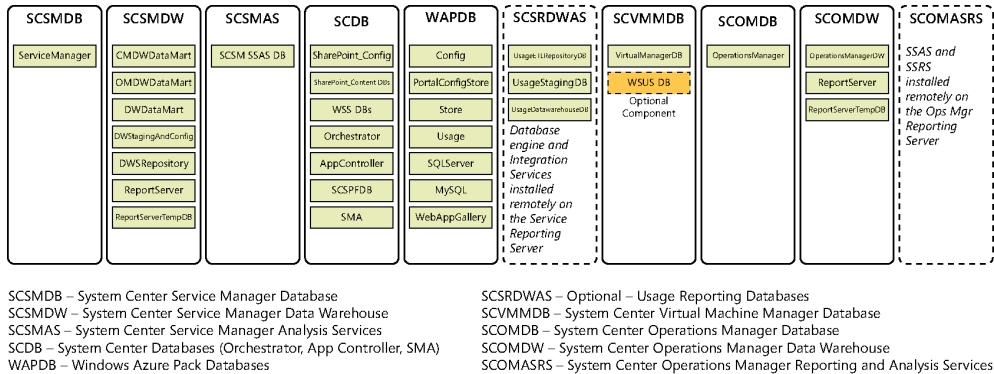 SCSMDB
ServiceManager
SCSMDW
CMDWDataMart
OMDWDataMart
DWDataMart
DWStagingAndConfig
DWSRepository
ReportServer
ReportServerTempDB
SCSMAS
SCSM SSAS DB
SCDB
SharePoint_Config
SharePoint_Content DBs
WSS DBs
Orchestrator
AppController
SCSPFDB
SMA
WAPDB
Config
PortalConfigStore
Store
Usage
SQLServer
MySQL
WebAppGallery
SCSRDWAS
UsageETLRepositoryDB
UsageStagingDB
UsageDatawarehouseDB
Database
engine and
Integration
Services
installed
remotely on
the Service
Reporting
Server
SCVMMDB
VirtualManagerDB
WSUS DB
Optional
Component
SCOMDB
OperationsManager
SCOMDW
OperationsManagerDW
ReportServer
ReportServerTempDB
SCOMASRS
SSAS and
SSRS
installed
remotely on
the Ops Mgr
Reporting
Server
SCSMDB – System Center Service Manager Database
SCSMDW – System Center Service Manager Data Warehouse
SCSMAS – System Center Service Manager Analysis Services
SCDB – System Center Databases (Orchestrator, App Controller, SMA)
WAPDB – Windows Azure Pack Databases
SCSRDWAS – Optional – Usage Reporting Databases
SCVMMDB – System Center Virtual Machine Manager Database
SCOMDB – System Center Operations Manager Database
SCOMDW – System Center Operations Manager Data Warehouse
SCOMASRS – System Center Operations Manager Reporting and Analysis Services